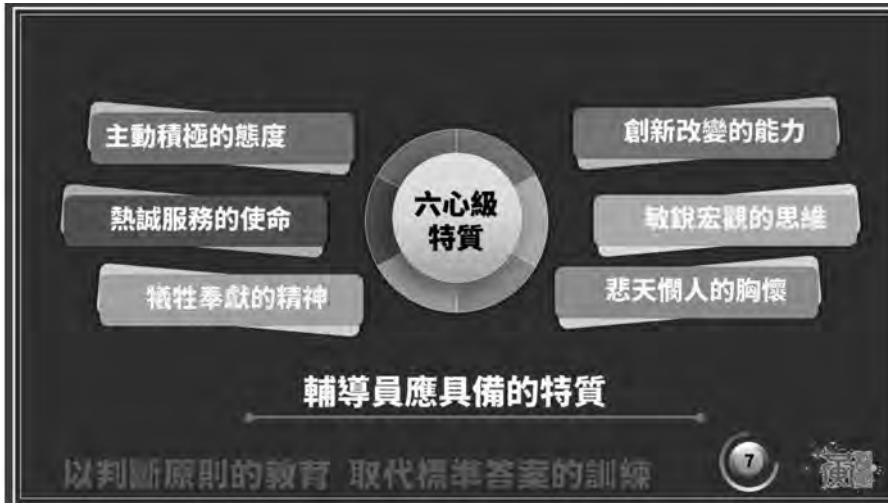 主動積極的態度
熱誠服務的使命
犧牲奉獻的精神
六心級
特質
創新改變的能力
敏銳宏觀的思維
悲天憫人的胸懷
輔導員應具備的特質
以判斷原則的教育 取代標準答案的訓練
7